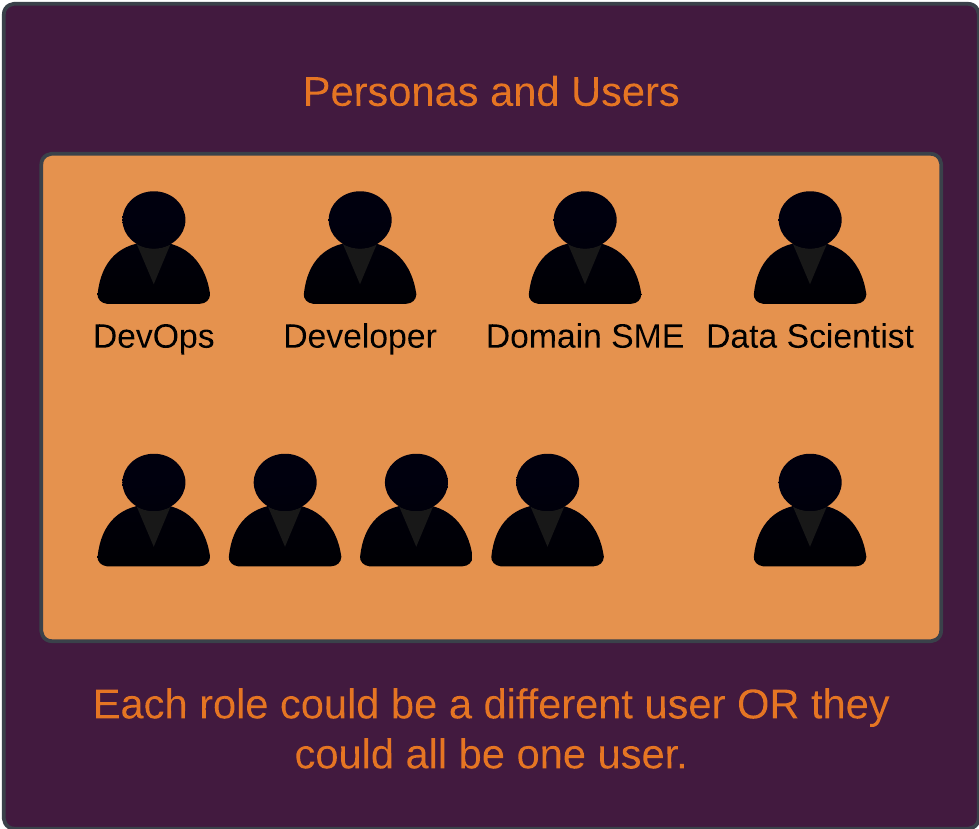 Personas and Users
DevOps
Developer
Domain SME
Data Scientist
Each role could be a different user OR they
could all be one user.